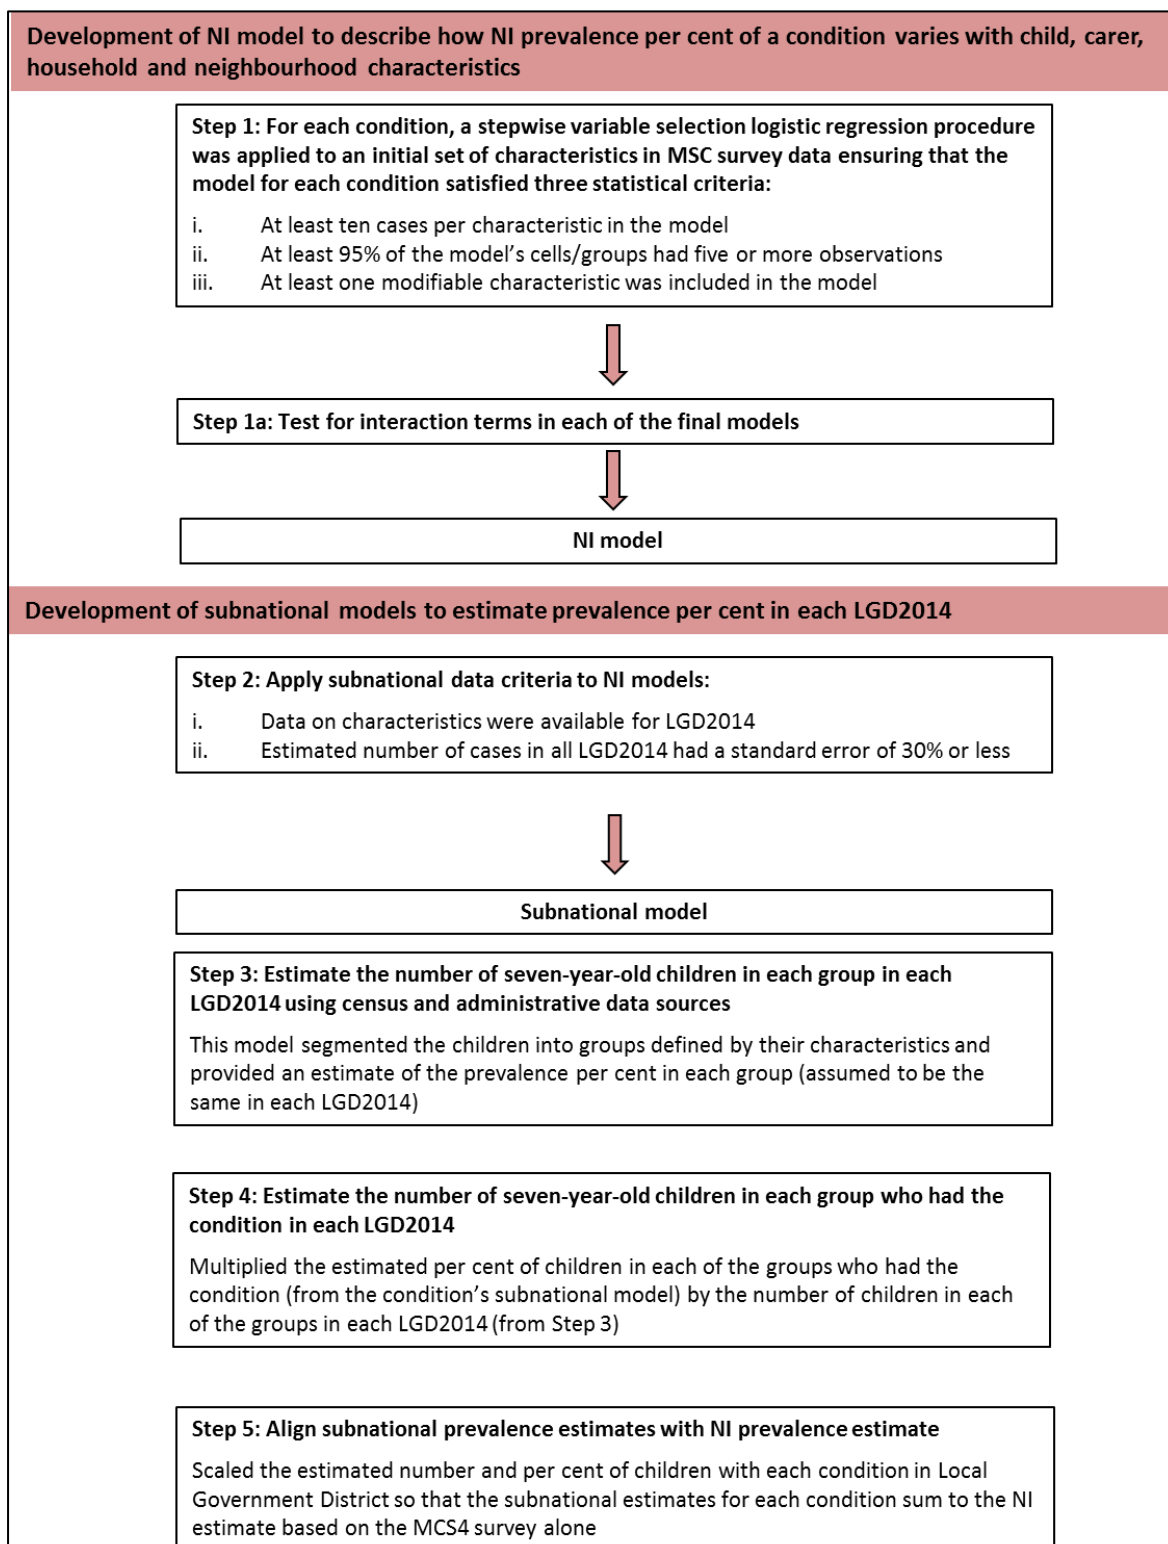 Development of NI model to describe how NI prevalence per cent of a condition varies with child, carer,
household and neighbourhood characteristics
Step 1: For each condition, a stepwise variable selection logistic regression procedure
was applied to an initial set of characteristics in MSC survey data ensuring that the
model for each condition satisfied three statistical criteria:
i. At least ten cases per characteristic in the model
ii. At least 95% of the model's cells/groups had five or more observations
iii. At least one modifiable characteristic was included in the model
Step 1a: Test for interaction terms in each of the final models
NI model
Development of subnational models to estimate prevalence per cent in each LGD2014
Step 2: Apply subnational data criteria to NI models:
i. Data on characteristics were available for LGD2014
ii. Estimated number of cases in all LGD2014 had a standard error of 30% or less
Subnational model
Step 3: Estimate the number of seven-year-old children in each group in each
LGD2014 using census and administrative data sources
This model segmented the children into groups defined by their characteristics and
provided an estimate of the prevalence per cent in each group (assumed to be the
same in each LGD2014)
Step 4: Estimate the number of seven-year-old children in each group who had the
condition in each LGD2014
Multiplied the estimated per cent of children in each of the groups who had the
condition (from the condition's subnational model) by the number of children in each
of the groups in each LGD2014 (from Step 3)
Step 5: Align subnational prevalence estimates with NI prevalence estimate
Scaled the estimated number and per cent of children with each condition in Local
Government District so that the subnational estimates for each condition sum to the NI
estimate based on the MCS4 survey alone